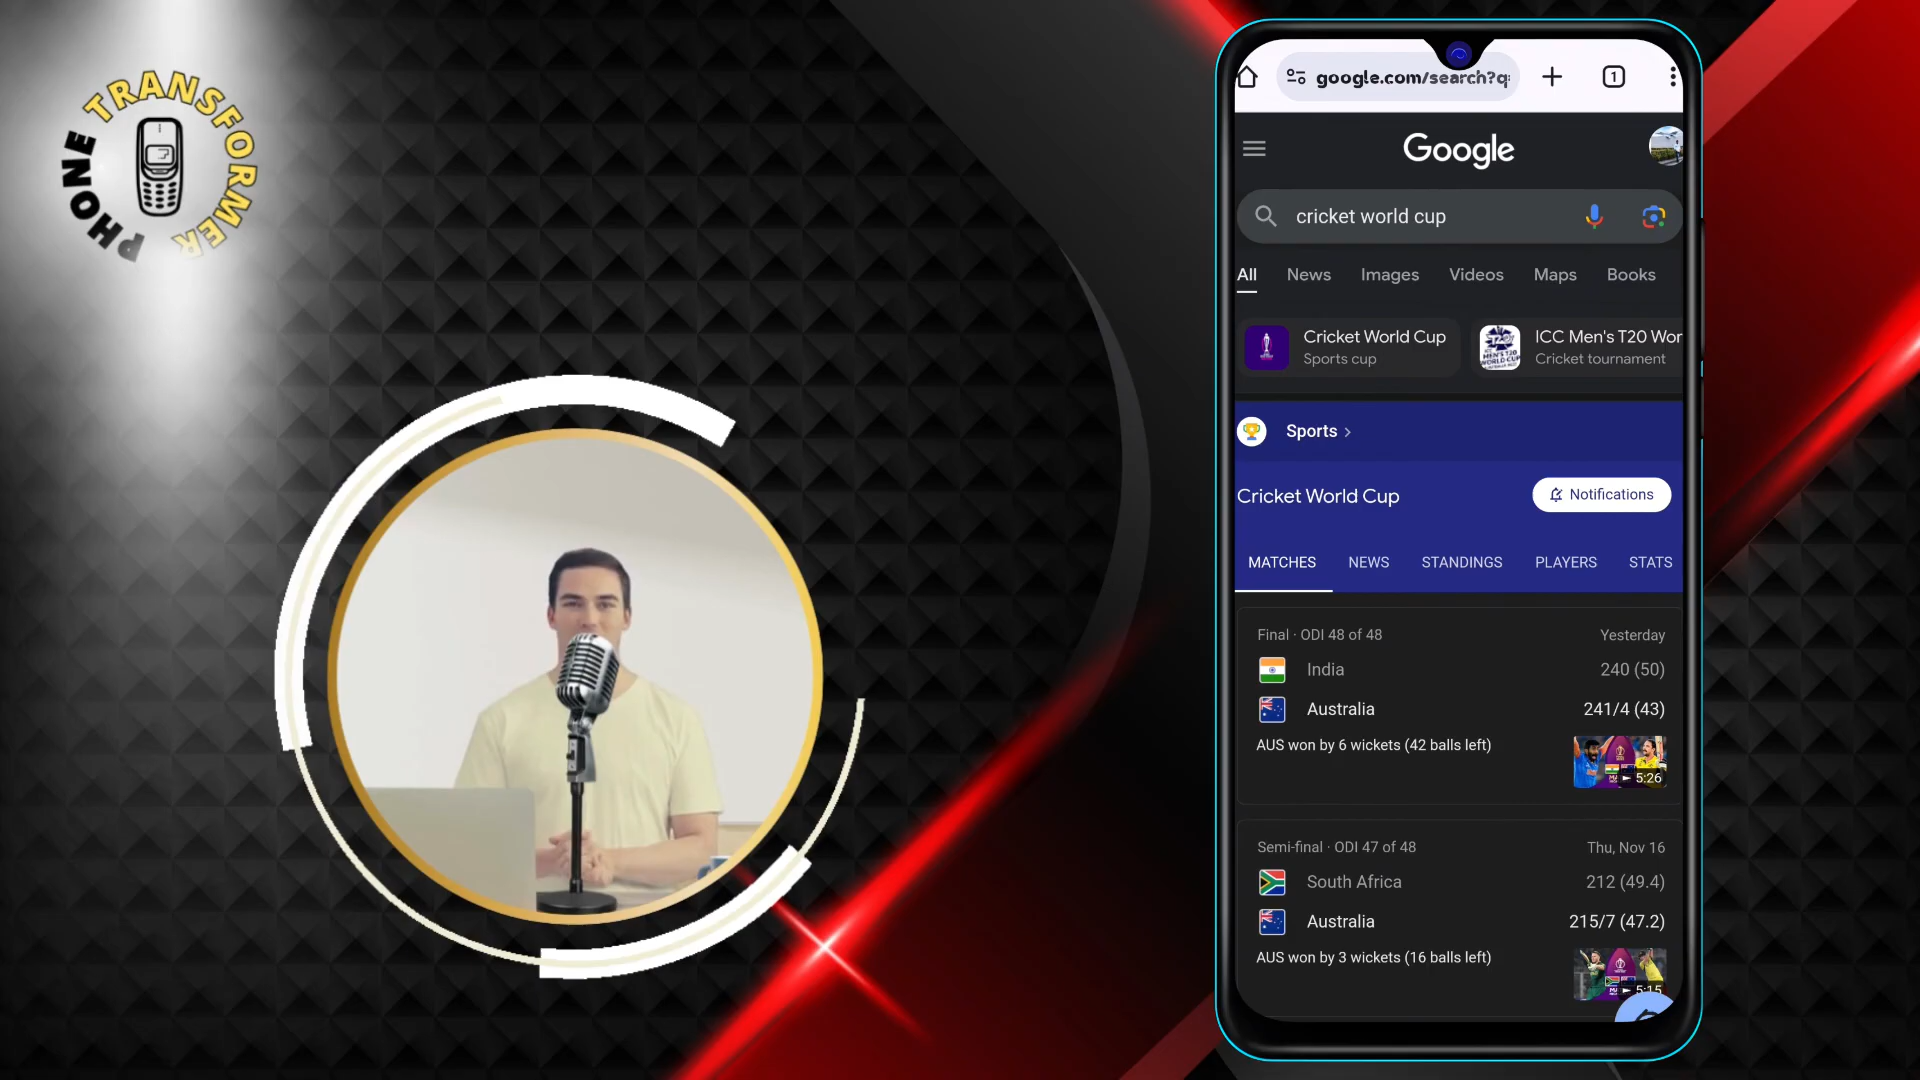 PHONE TRANSFORMER
google.com/search?q
1
Google
cricket world cup
All News Images Videos Maps Books
Cricket World Cup
Sports cup
ICC Men's T20 Wor
Cricket tournament
Sports
Cricket World Cup
Notifications
MATCHES NEWS STANDINGS PLAYERS STATS
Final · ODI 48 of 48 Yesterday
India 240 (50)
Australia 241/4 (43)
AUS won by 6 wickets (42 balls left)
5:26
Semi-final · ODI 47 of 48 Thu, Nov 16
South Africa 212 (49.4)
Australia 215/7 (47.2)
AUS won by 3 wickets (16 balls left)
5:15